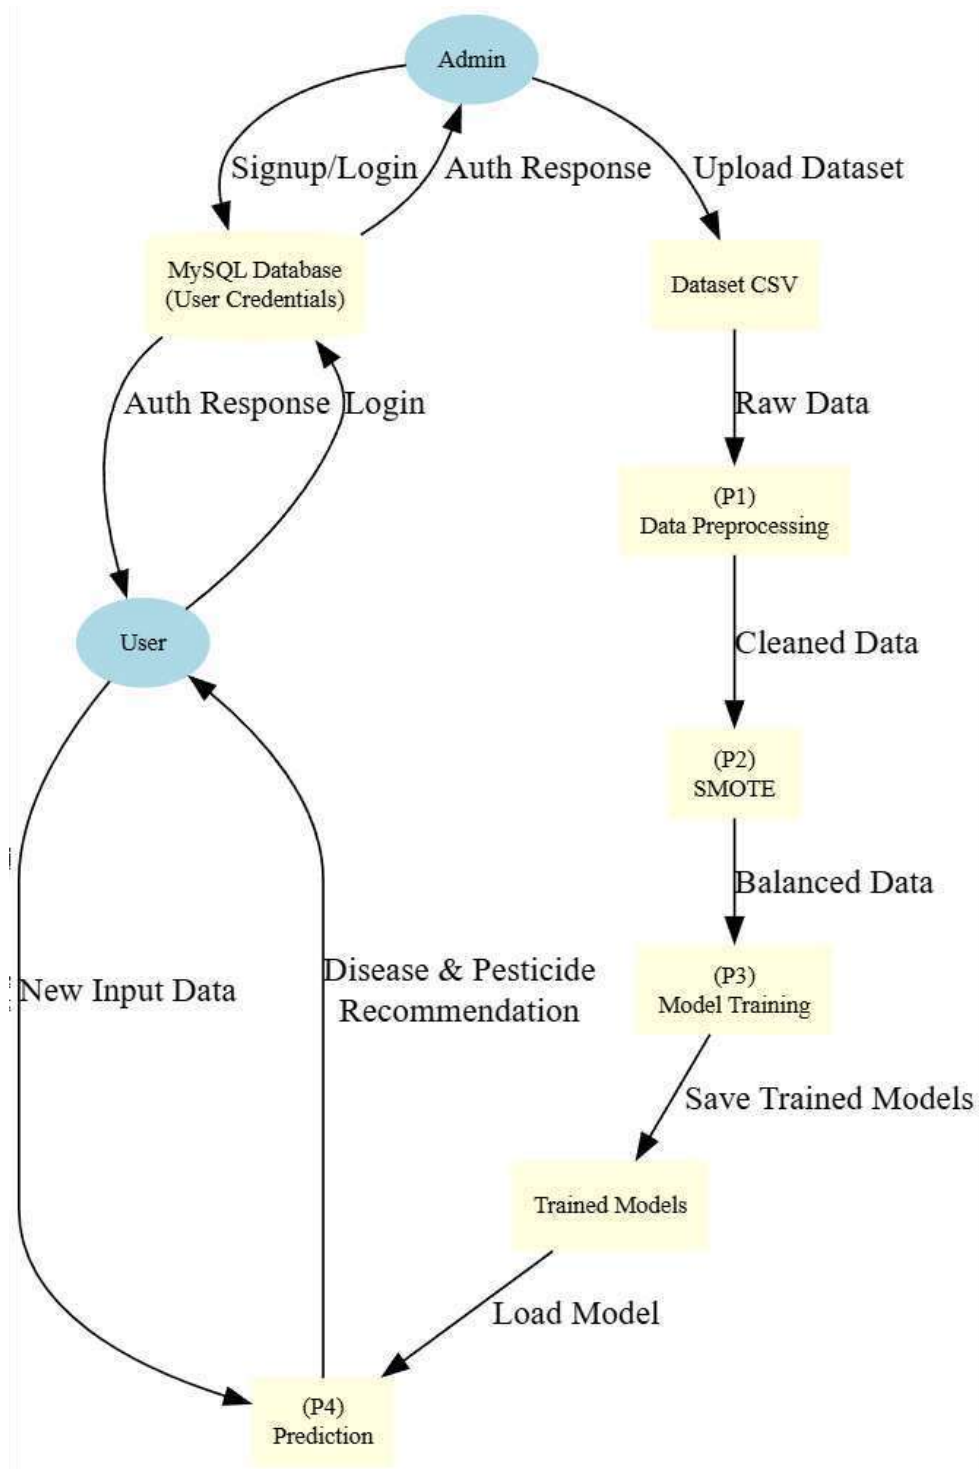 Admin
Signup/Login
Auth Response
Upload Dataset
MySQL Database
(User Credentials)
Dataset CSV
Auth Response
Login
Raw Data
(P1)
Data Preprocessing
User
Cleaned Data
(P2)
SMOTE
Balanced Data
New Input Data
Disease & Pesticide
Recommendation
(P3)
Model Training
Save Trained Models
Trained Models
Load Model
(P4)
Prediction